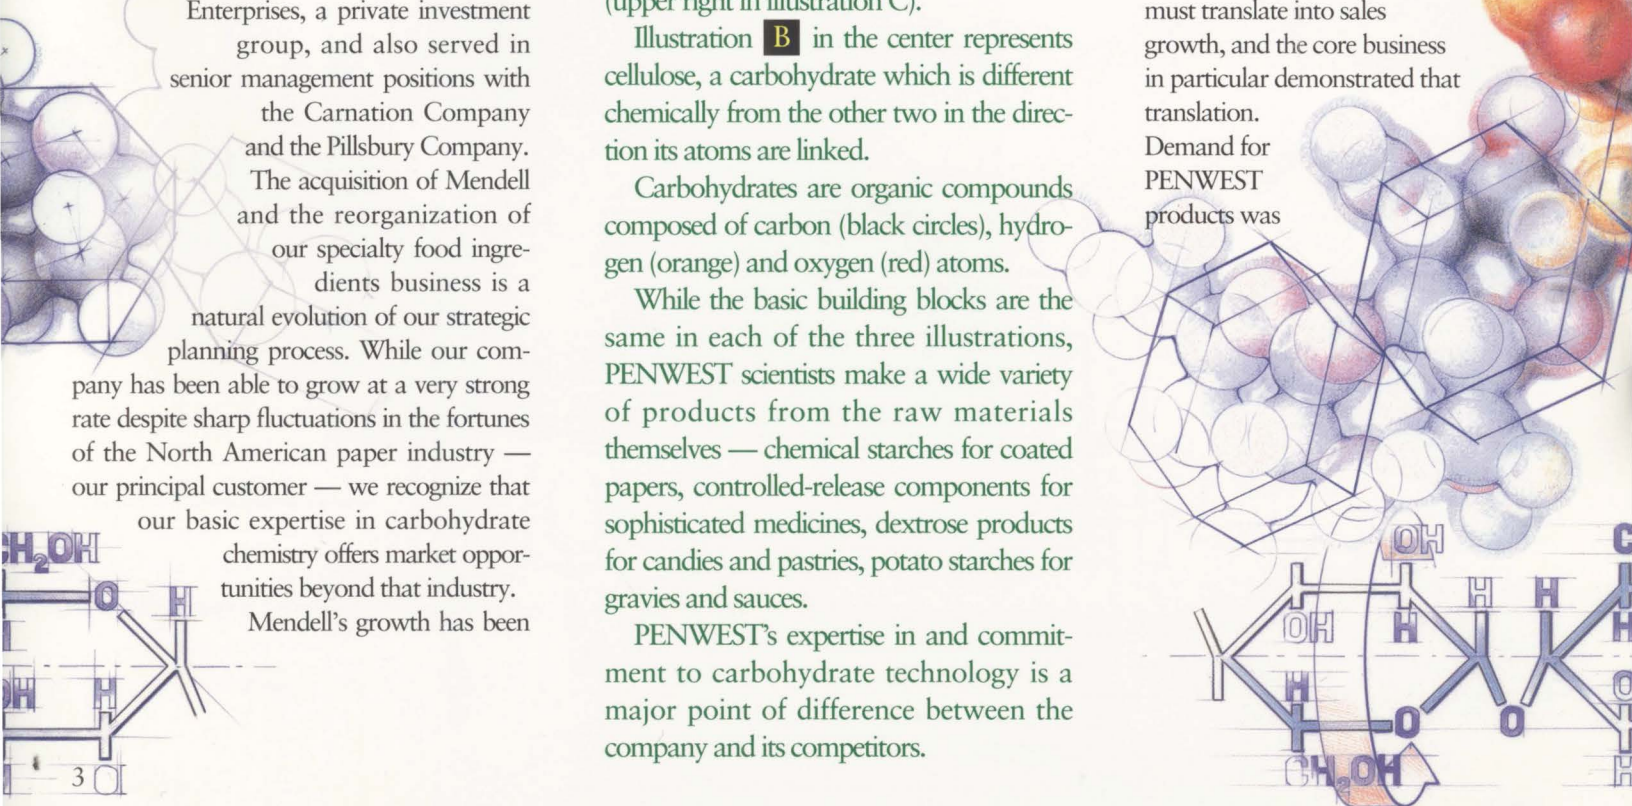 Enterprises, a private investment
group, and also served in
senior management positions with
the Carnation Company
and the Pillsbury Company.
The acquisition of Mendell
and the reorganization of
our specialty food ingre-
dients business is a
natural evolution of our strategic
planning process. While our com-
pany has been able to grow at a very strong
rate despite sharp fluctuations in the fortunes
of the North American paper industry —
our principal customer — we recognize that
our basic expertise in carbohydrate
chemistry offers market oppor-
tunities beyond that industry.
Mendell's growth has been
CH₂OH
O
H
H
OH
3
(upper right in illustration C).
Illustration B in the center represents
cellulose, a carbohydrate which is different
chemically from the other two in the direc-
tion its atoms are linked.
Carbohydrates are organic compounds
composed of carbon (black circles), hydro-
gen (orange) and oxygen (red) atoms.
While the basic building blocks are the
same in each of the three illustrations,
PENWEST scientists make a wide variety
of products from the raw materials
themselves — chemical starches for coated
papers, controlled-release components for
sophisticated medicines, dextrose products
for candies and pastries, potato starches for
gravies and sauces.
PENWEST's expertise in and commit-
ment to carbohydrate technology is a
major point of difference between the
company and its competitors.
must translate into sales
growth, and the core business
in particular demonstrated that
translation.
Demand for
PENWEST
products was
OH
H H
OH H
H
O O
CH₂OH
C
H
O
H